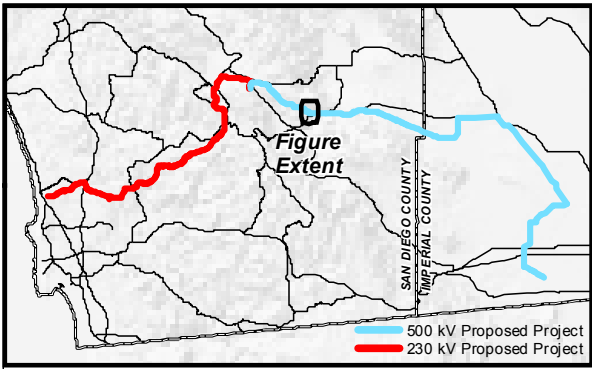 Figure
Extent
SAN DIEGO COUNTY
IMPERIAL COUNTY
500 kV Proposed Project
230 kV Proposed Project